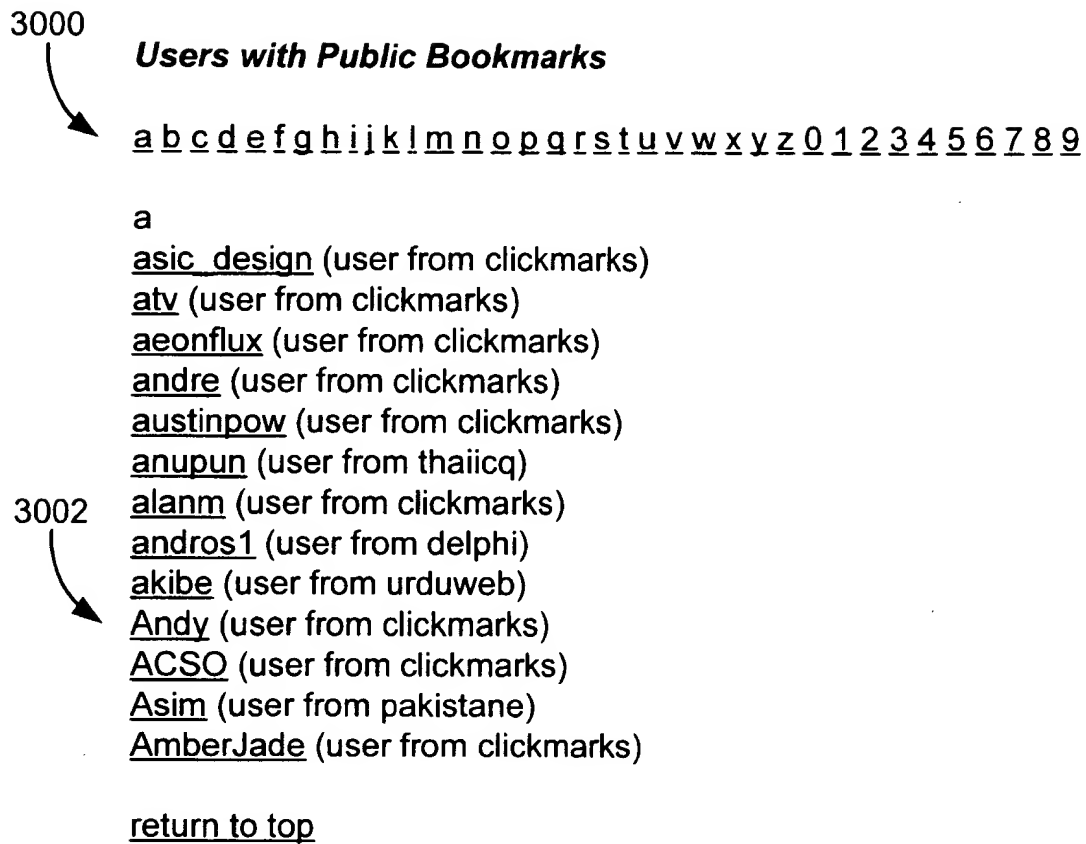 3000
Users with Public Bookmarks
a b c d e f g h i j k l m n o p q r s t u v w x y z 0 1 2 3 4 5 6 7 8 9
a
asic_design (user from clickmarks)
atv (user from clickmarks)
aeonflux (user from clickmarks)
andre (user from clickmarks)
austinpow (user from clickmarks)
anupun (user from thaiicq)
alanm (user from clickmarks)
3002
andros1 (user from delphi)
akibe (user from urduweb)
Andy (user from clickmarks)
ACSO (user from clickmarks)
Asim (user from pakistane)
AmberJade (user from clickmarks)
return to top